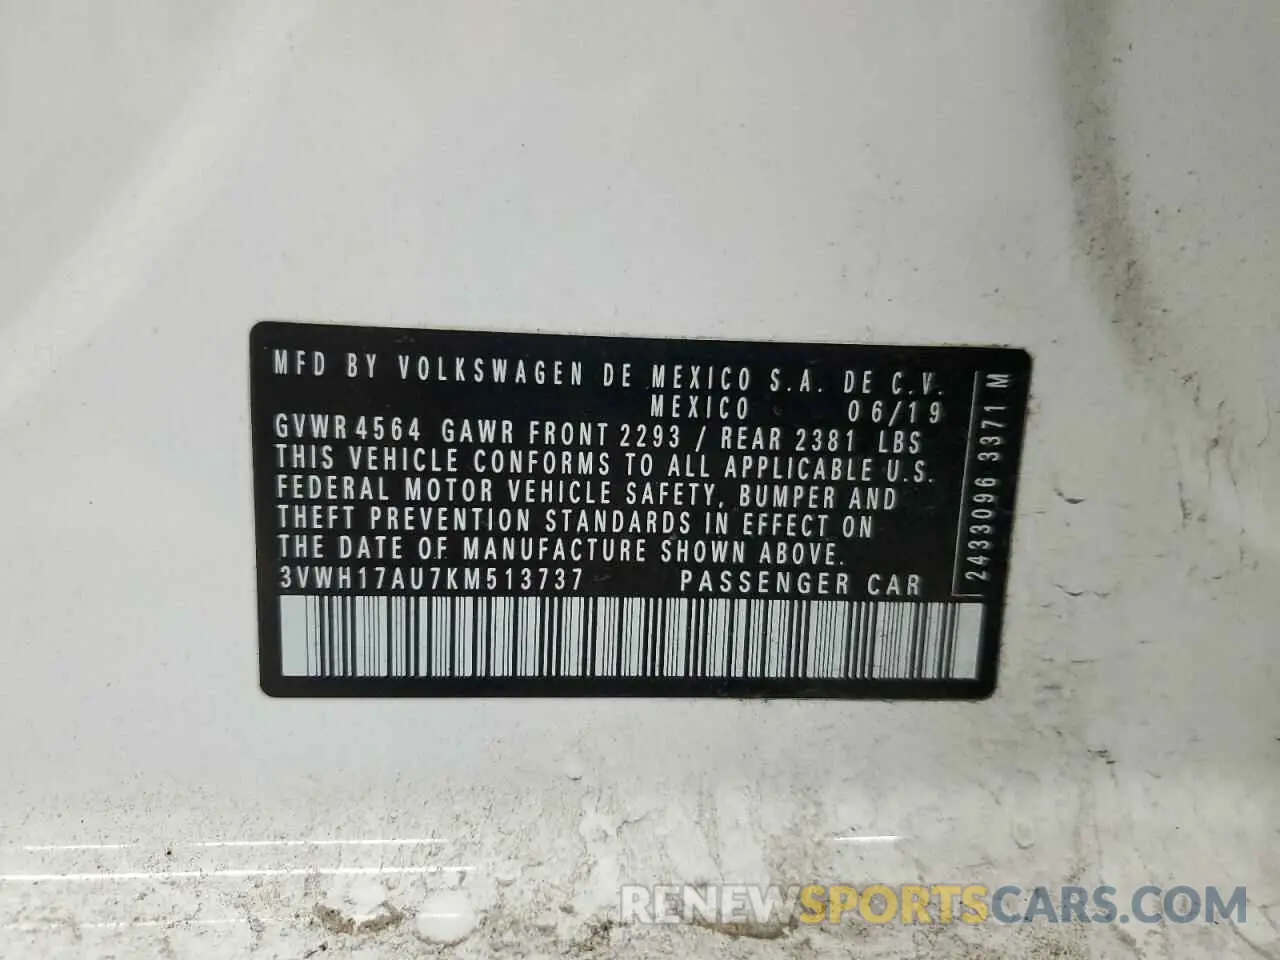 MFD BY VOLKSWAGEN DE MEXICO S.A. DE C.V.
MEXICO 06/19
GVWR 4564 GAWR FRONT 2293 / REAR 2381 LBS
THIS VEHICLE CONFORMS TO ALL APPLICABLE U.S.
FEDERAL MOTOR VEHICLE SAFETY, BUMPER AND
THEFT PREVENTION STANDARDS IN EFFECT ON
THE DATE OF MANUFACTURE SHOWN ABOVE.
3VWH17AU7KM513737 PASSENGER CAR
2433096 3371 M
RENEWSPORTSCARS.COM